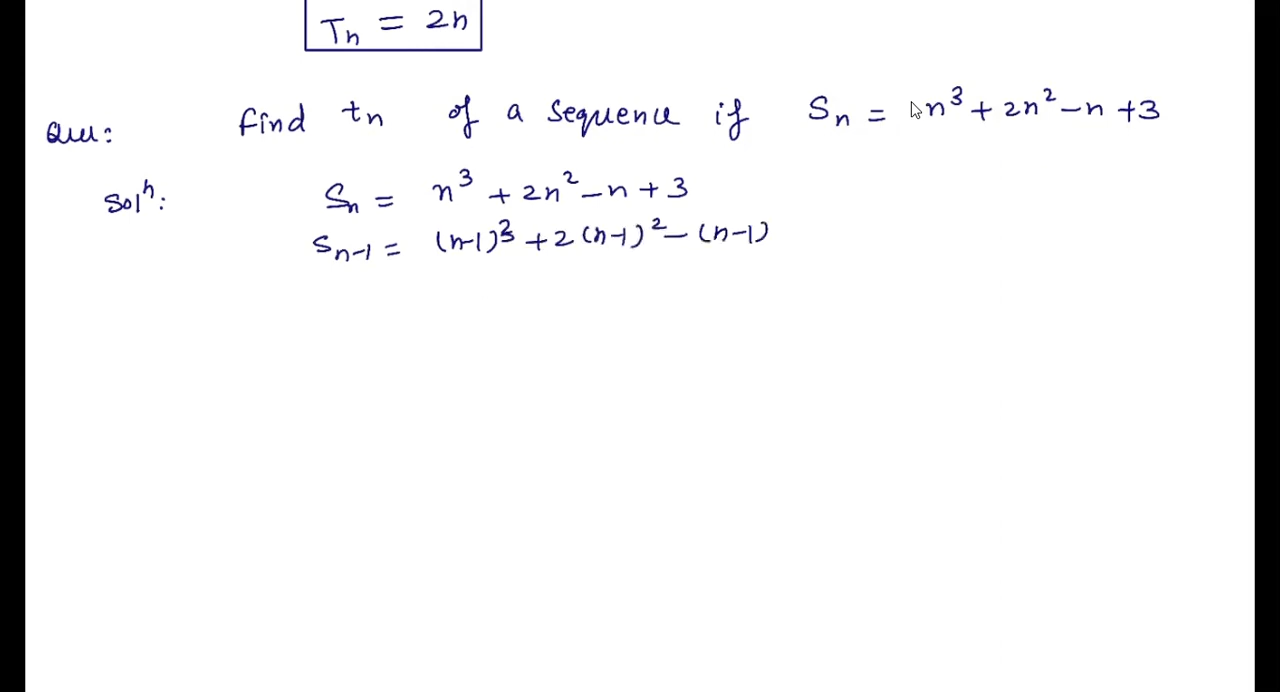 Tn = 2n
Que: find tn of a sequence if Sn = n³ + 2n² - n + 3
Solⁿ: Sn = n³ + 2n² - n + 3
Sn-1 = (n-1)³ + 2(n-1)² - (n-1)